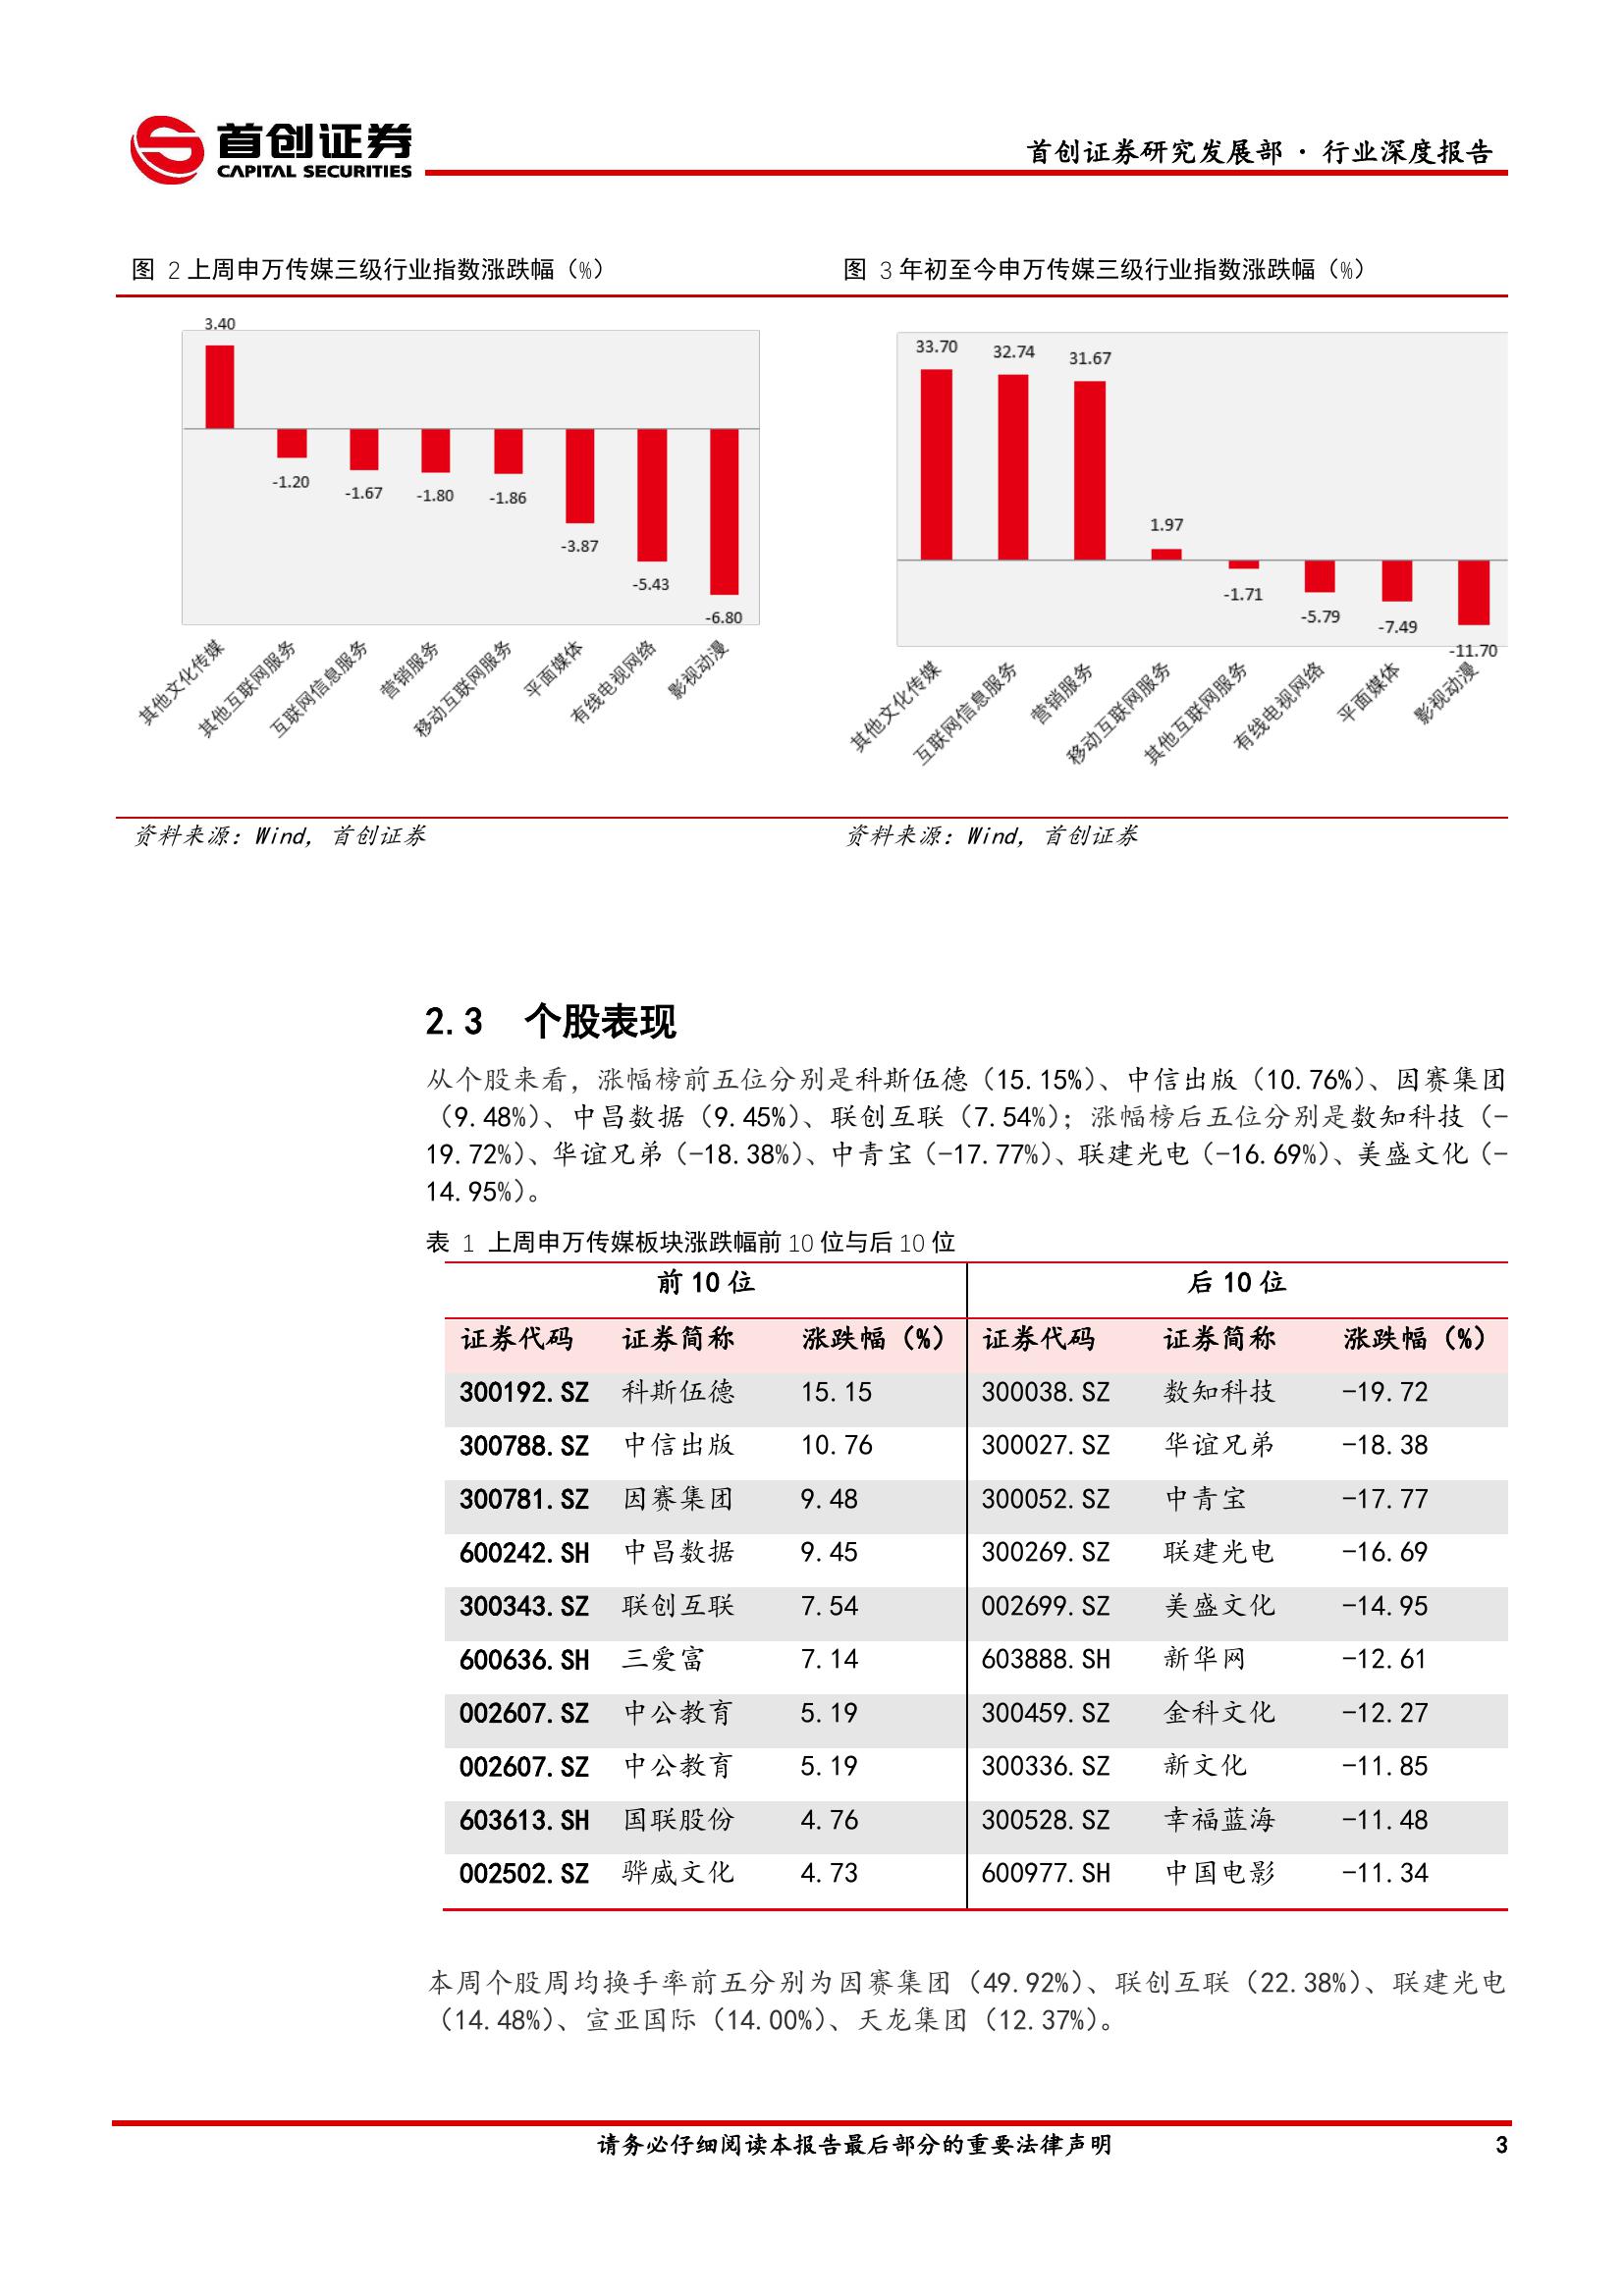 首创证券
CAPITAL SECURITIES
首创证券研究发展部 · 行业深度报告
图 2 上周申万传媒三级行业指数涨跌幅（%）
图 3 年初至今申万传媒三级行业指数涨跌幅（%）
3.40
-1.20
-1.67
-1.80
-1.86
-3.87
-5.43
-6.80
其他文化传媒
其他互联网服务
互联网信息服务
营销服务
移动互联网服务
平面媒体
有线电视网络
影视动漫
33.70
32.74
31.67
1.97
-1.71
-5.79
-7.49
-11.70
其他文化传媒
互联网信息服务
营销服务
移动互联网服务
其他互联网服务
有线电视网络
平面媒体
影视动漫
资料来源：Wind，首创证券
资料来源：Wind，首创证券
2.3 个股表现
从个股来看，涨幅榜前五位分别是科斯伍德（15.15%）、中信出版（10.76%）、因赛集团
（9.48%）、中昌数据（9.45%）、联创互联（7.54%）；涨幅榜后五位分别是数知科技（-
19.72%）、华谊兄弟（-18.38%）、中青宝（-17.77%）、联建光电（-16.69%）、美盛文化（-
14.95%）。
表 1 上周申万传媒板块涨跌幅前 10 位与后 10 位
前 10 位 后 10 位
证券代码 证券简称 涨跌幅（%） 证券代码 证券简称 涨跌幅（%）
300192.SZ 科斯伍德 15.15 300038.SZ 数知科技 -19.72
300788.SZ 中信出版 10.76 300027.SZ 华谊兄弟 -18.38
300781.SZ 因赛集团 9.48 300052.SZ 中青宝 -17.77
600242.SH 中昌数据 9.45 300269.SZ 联建光电 -16.69
300343.SZ 联创互联 7.54 002699.SZ 美盛文化 -14.95
600636.SH 三爱富 7.14 603888.SH 新华网 -12.61
002607.SZ 中公教育 5.19 300459.SZ 金科文化 -12.27
002607.SZ 中公教育 5.19 300336.SZ 新文化 -11.85
603613.SH 国联股份 4.76 300528.SZ 幸福蓝海 -11.48
002502.SZ 骅威文化 4.73 600977.SH 中国电影 -11.34
本周个股周均换手率前五分别为因赛集团（49.92%）、联创互联（22.38%）、联建光电
（14.48%）、宣亚国际（14.00%）、天龙集团（12.37%）。
请务必仔细阅读本报告最后部分的重要法律声明 3